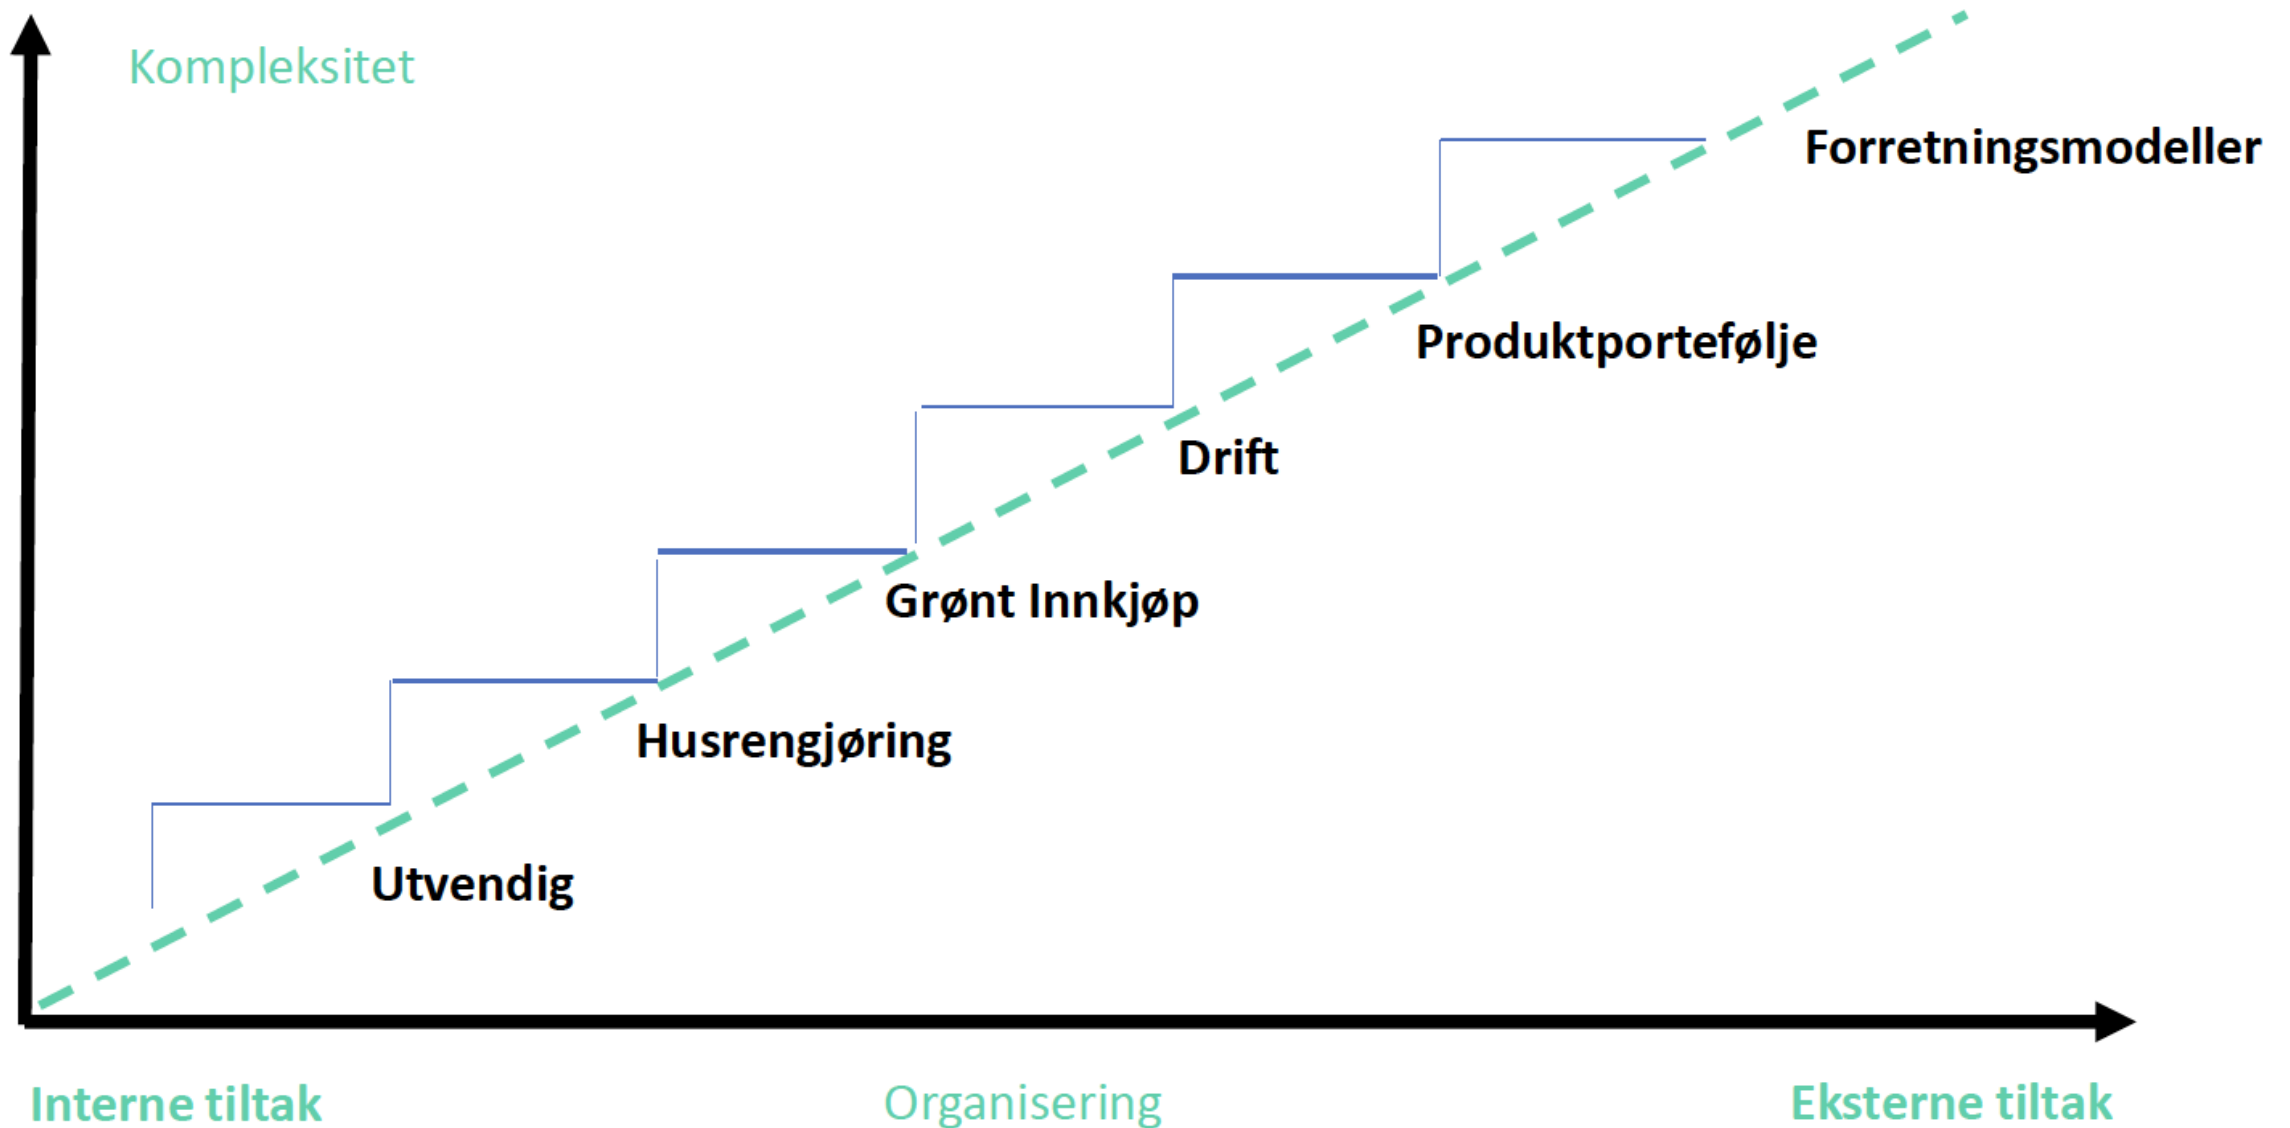 Kompleksitet
Forretningsmodeller
Produktportefølje
Drift
Grønt Innkjøp
Husrengjøring
Utvendig
Interne tiltak
Organisering
Eksterne tiltak